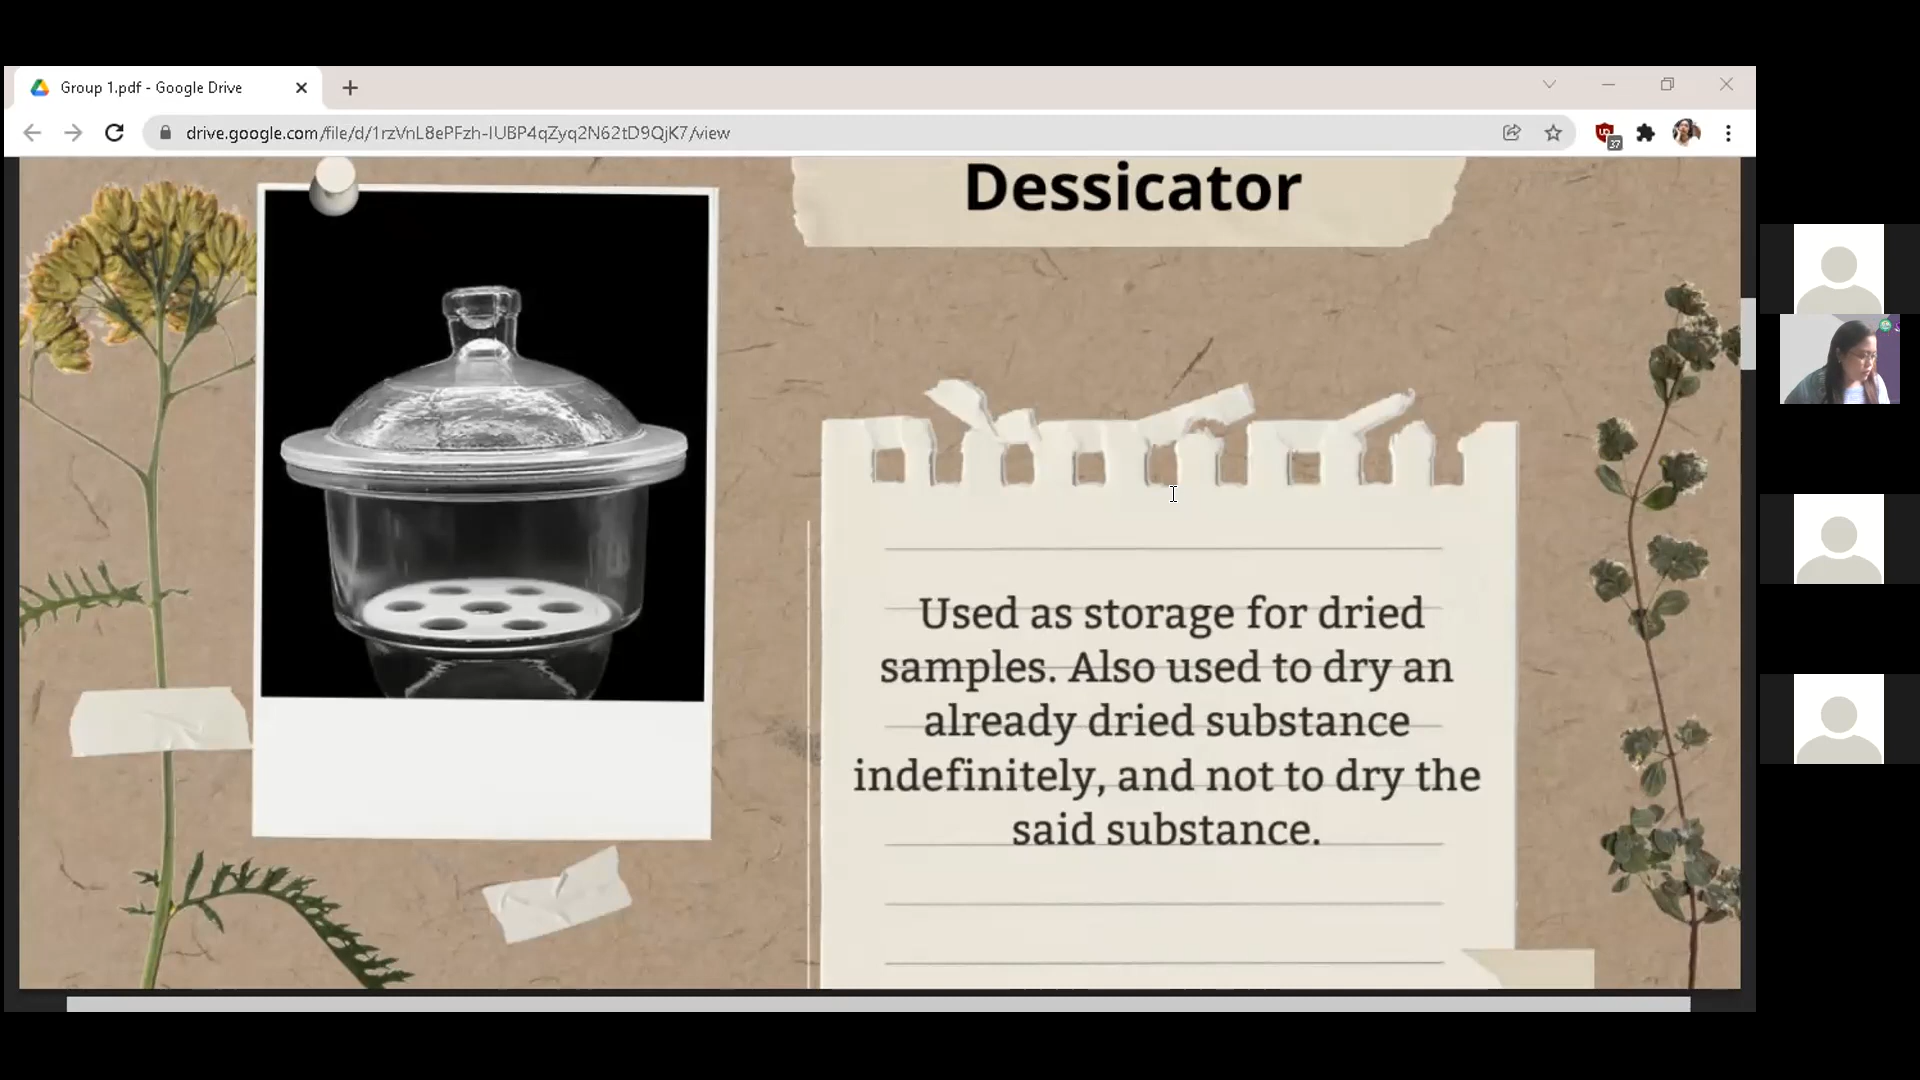 Group 1.pdf - Google Drive
drive.google.com/file/d/1rzVnL8ePFzh-IUBP4qZyq2N62tD9QjK7/view
37
Dessicator
Used as storage for dried
samples. Also used to dry an
already dried substance
indefinitely, and not to dry the
said substance.